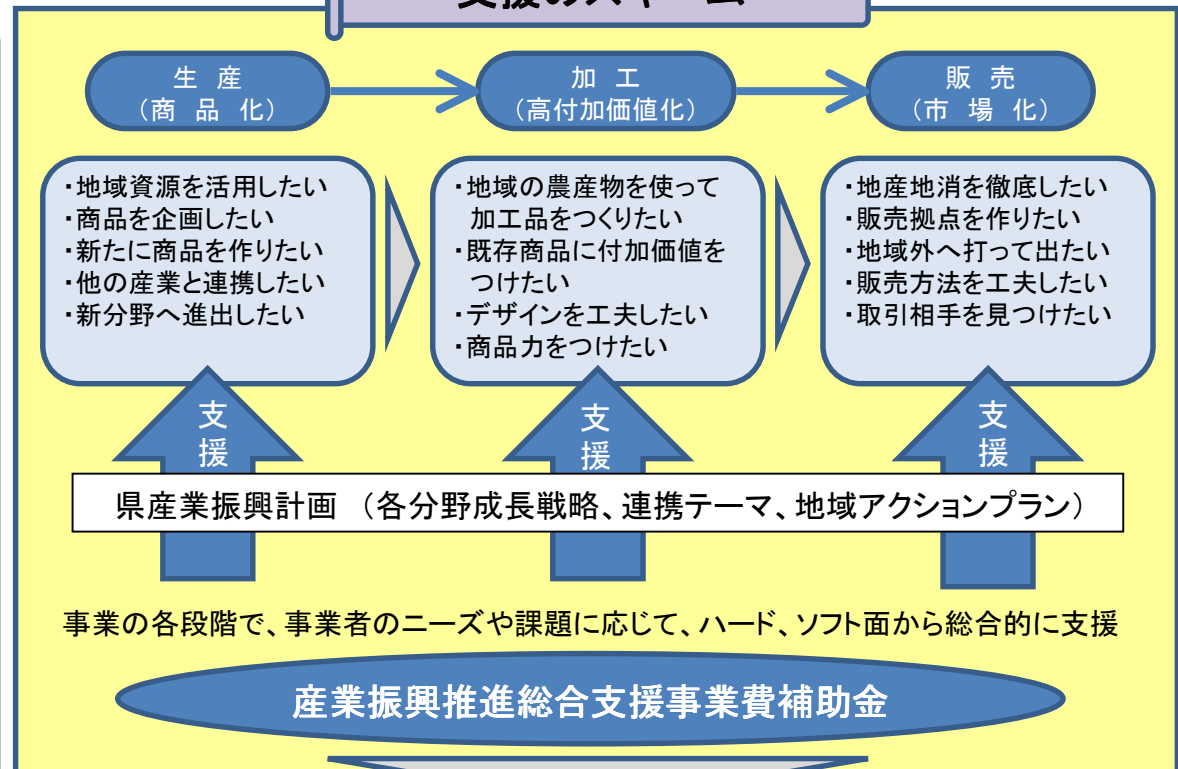 支援のスキーム
生 産
（商 品 化）
加 工
（高付加価値化）
販 売
（市 場 化）
・地域資源を活用したい
・商品を企画したい
・新たに商品を作りたい
・他の産業と連携したい
・新分野へ進出したい
・地域の農産物を使って
加工品をつくりたい
・既存商品に付加価値を
つけたい
・デザインを工夫したい
・商品力をつけたい
・地産地消を徹底したい
・販売拠点を作りたい
・地域外へ打って出たい
・販売方法を工夫したい
・取引相手を見つけたい
支
援
支
援
支
援
県産業振興計画 （各分野成長戦略、連携テーマ、地域アクションプラン）
事業の各段階で、事業者のニーズや課題に応じて、ハード、ソフト面から総合的に支援
産業振興推進総合支援事業費補助金